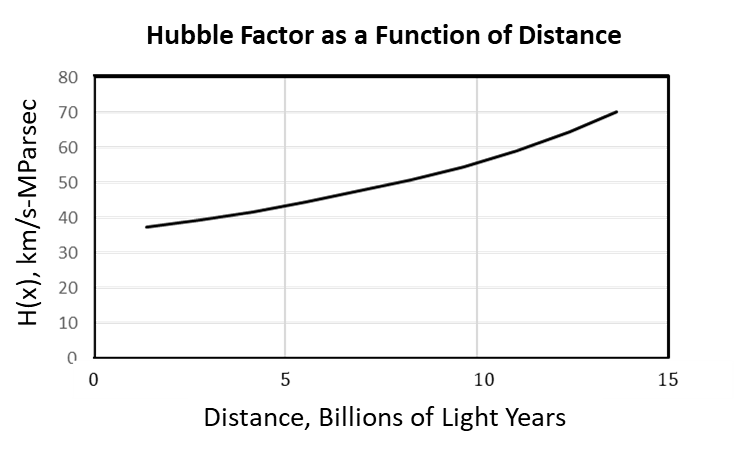 Hubble Factor as a Function of Distance
H(x), km/s-MParsec
80
70
60
50
40
30
20
10
0
0 5 10 15
Distance, Billions of Light Years